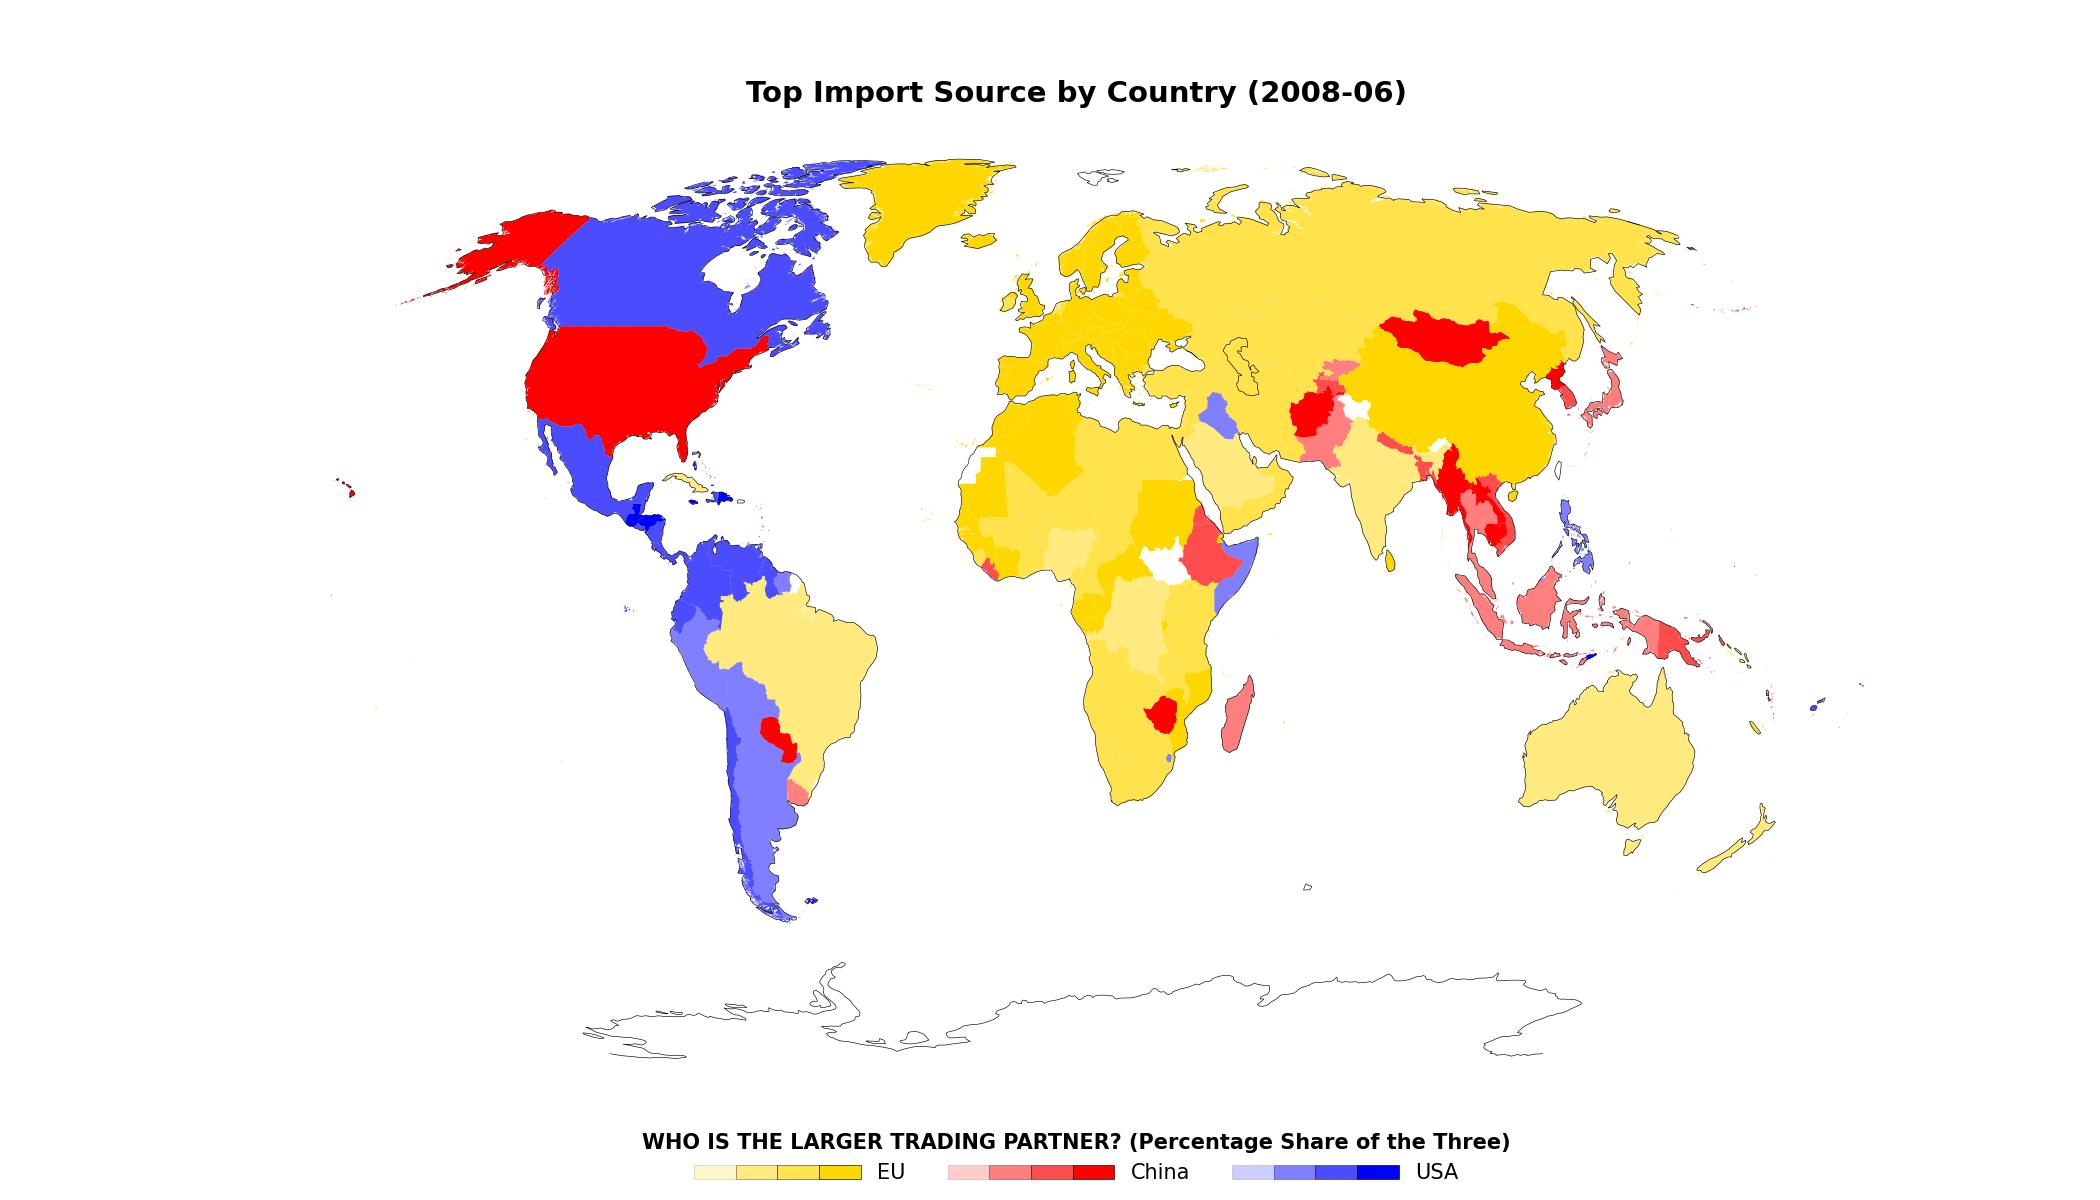 Top Import Source by Country (2008-06)
WHO IS THE LARGER TRADING PARTNER? (Percentage Share of the Three)
EU China USA